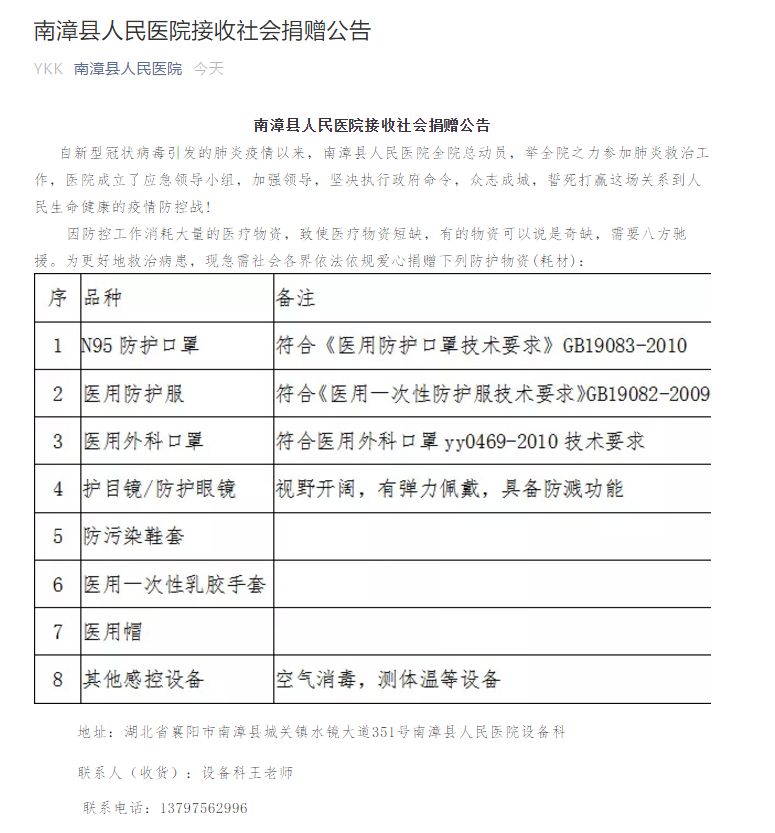 南漳县人民医院接收社会捐赠公告
YKK 南漳县人民医院 今天
南漳县人民医院接收社会捐赠公告
自新型冠状病毒引发的肺炎疫情以来，南漳县人民医院全院总动员，举全院之力参加肺炎救治工
作，医院成立了应急领导小组，加强领导，坚决执行政府命令，众志成城，誓死打赢这场关系到人
民生命健康的疫情防控战！
因防控工作消耗大量的医疗物资，致使医疗物资短缺，有的物资可以说是奇缺，需要八方驰
援。为更好地救治病患，现急需社会各界依法依规爱心捐赠下列防护物资(耗材)：
序 品种 备注
1 N95防护口罩 符合《医用防护口罩技术要求》GB19083-2010
2 医用防护服 符合《医用一次性防护服技术要求》GB19082-2009
3 医用外科口罩 符合医用外科口罩yy0469-2010技术要求
4 护目镜/防护眼镜 视野开阔，有弹力佩戴，具备防溅功能
5 防污染鞋套
6 医用一次性乳胶手套
7 医用帽
8 其他感控设备 空气消毒，测体温等设备
地址：湖北省襄阳市南漳县城关镇水镜大道351号南漳县人民医院设备科
联系人（收货）：设备科王老师
联系电话：13797562996